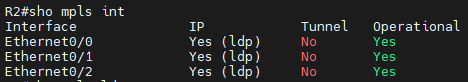 R2#sho mpls int
Interface              IP            Tunnel   Operational
Ethernet0/0            Yes (ldp)     No       Yes
Ethernet0/1            Yes (ldp)     No       Yes
Ethernet0/2            Yes (ldp)     No       Yes